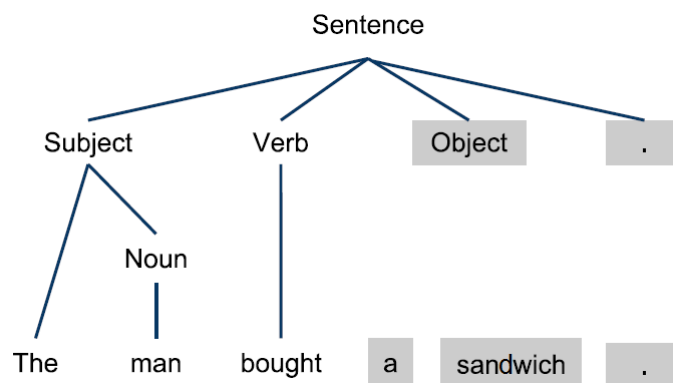 Sentence
Subject Verb Object .
Noun
The man bought a sandwich .